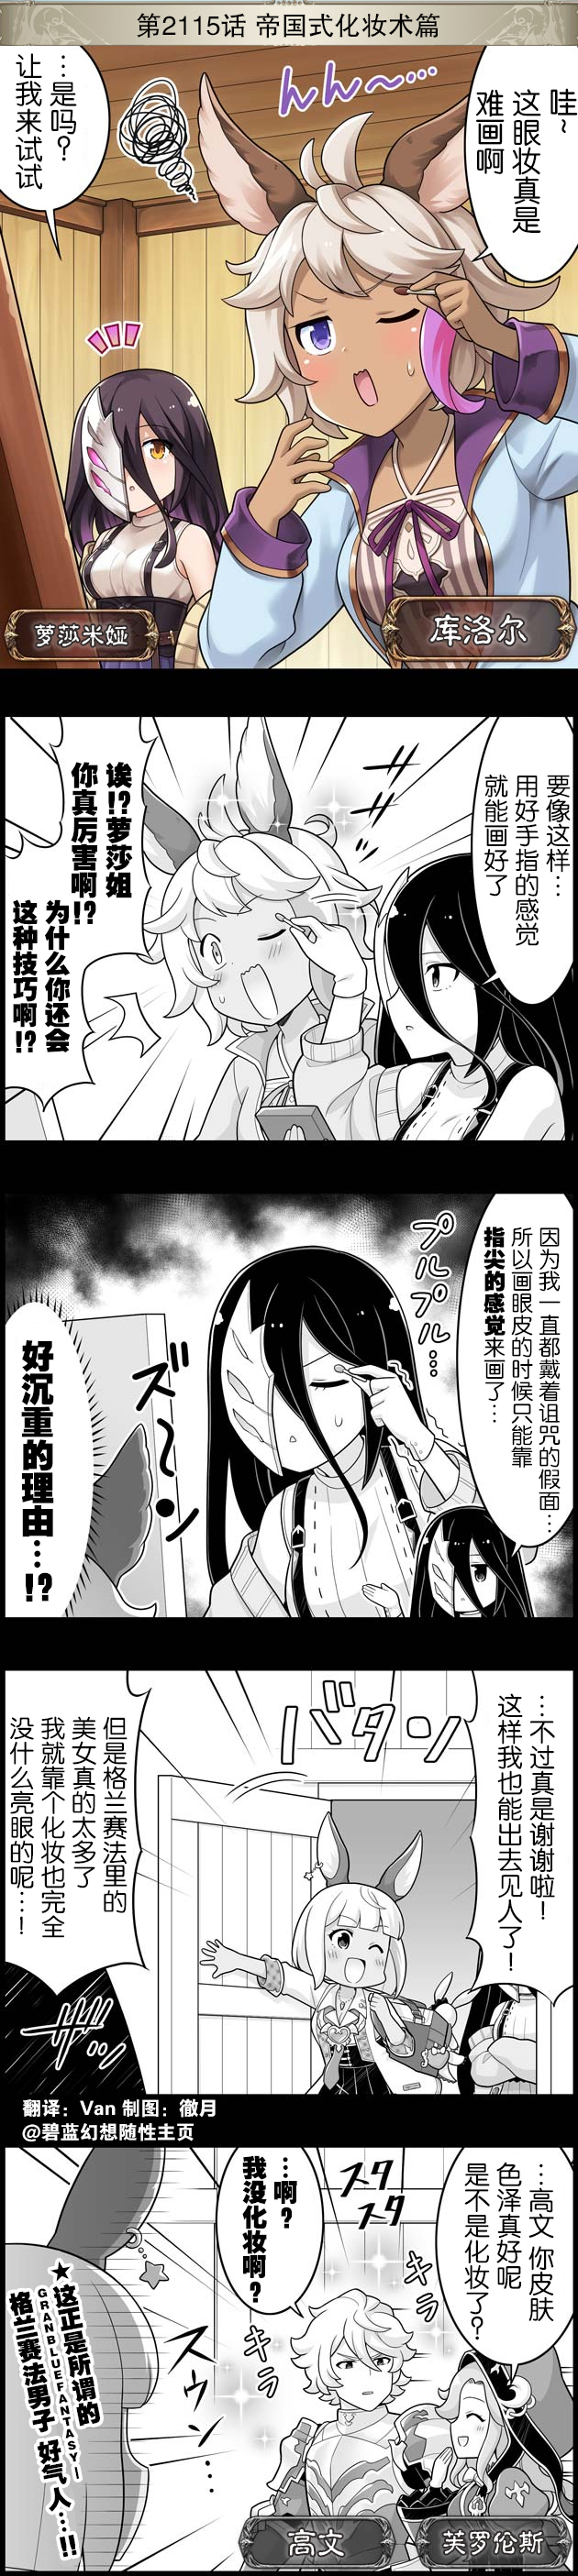 第2115话 帝国式化妆术篇
哇~
这眼妆真是
难画啊
んん~…
…是吗?
让我来试试
萝莎米娅
库洛尔
要像这样…
用好手指的感觉
就能画好了
诶!?萝莎姐
你真厉害啊!?
为什么你还会
这种技巧啊!?
因为我一直都戴着诅咒的假面…
所以画眼皮的时候只能靠
指尖的感觉来画了…
プルプル…
ズ~ン
好沉重的理由…!?
…不过真是谢谢啦!
这样我也能出去见人了!
バタン
但是格兰赛法里的
美女真的太多了
我就靠个化妆也完全
没什么亮眼的呢…!
翻译：Van 制图：徹月
@碧蓝幻想随性主页
…高文 你皮肤
色泽真好呢
是不是化妆了?
スタ
スタ
…啊?
我没化妆啊?
キラ
キラ
ズゥン
★这正是所谓的
GRANBLUEFANTASY
格兰赛法男子 好气人…!!
高文
芙罗伦斯